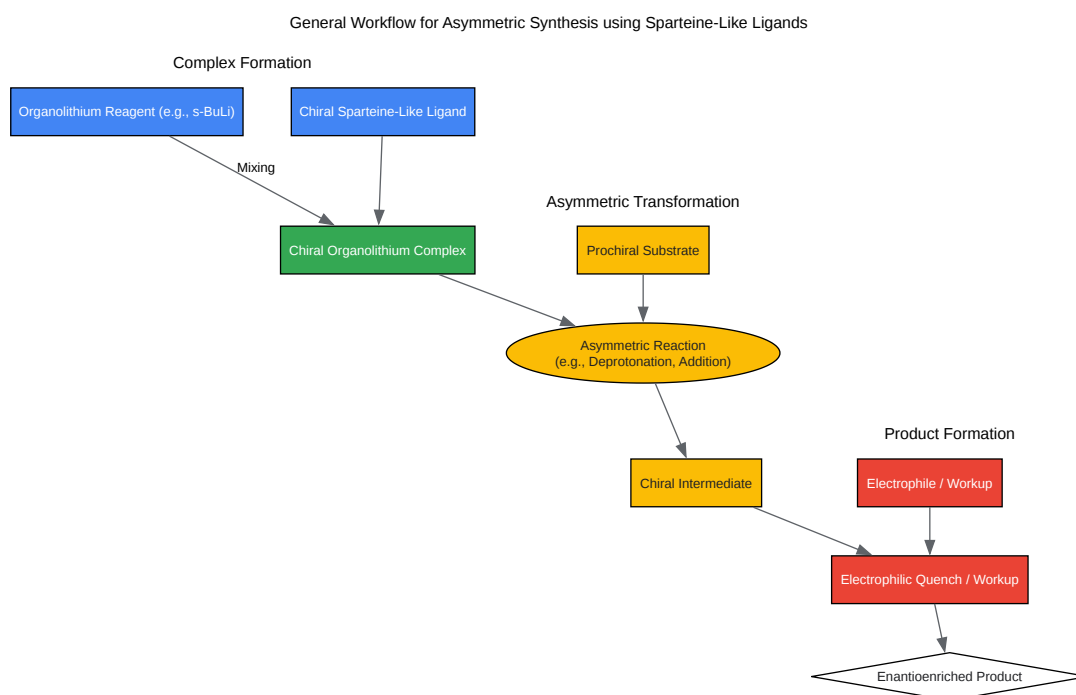 General Workflow for Asymmetric Synthesis using Sparteine-Like Ligands
Complex Formation
Organolithium Reagent (e.g., s-BuLi)
Chiral Sparteine-Like Ligand
Mixing
Asymmetric Transformation
Chiral Organolithium Complex
Prochiral Substrate
Asymmetric Reaction
(e.g., Deprotonation, Addition)
Product Formation
Chiral Intermediate
Electrophile / Workup
Electrophilic Quench / Workup
Enantioenriched Product